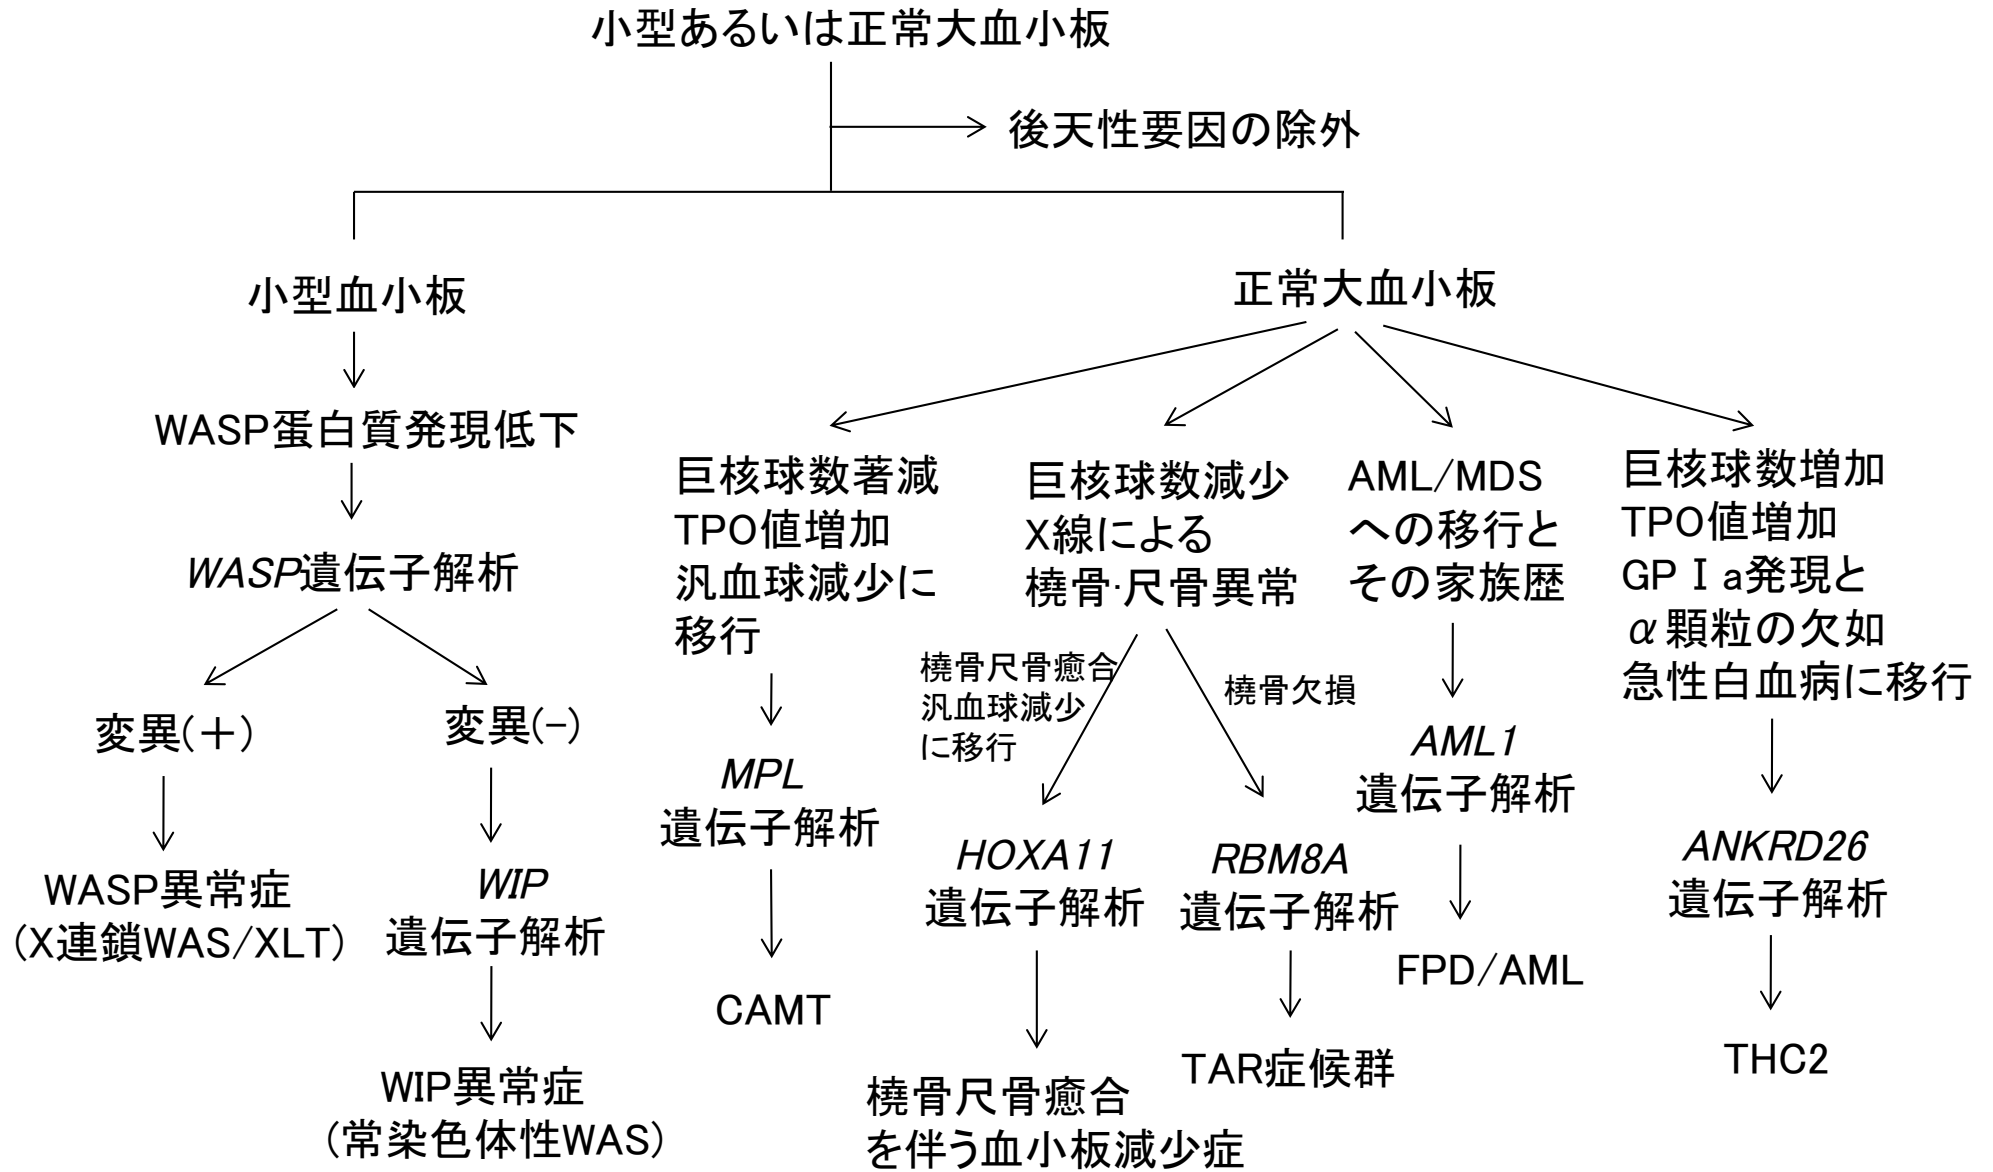 小型あるいは正常大血小板
後天性要因の除外
小型血小板
正常大血小板
WASP蛋白質発現低下
WASP遺伝子解析
変異(＋)
変異(-)
WASP異常症
(X連鎖WAS/XLT)
WIP
遺伝子解析
WIP異常症
(常染色体性WAS)
巨核球数著減
TPO値増加
汎血球減少に
移行
MPL
遺伝子解析
CAMT
巨核球数減少
X線による
橈骨·尺骨異常
橈骨尺骨癒合
汎血球減少
に移行
橈骨欠損
HOXA11
遺伝子解析
橈骨尺骨癒合
を伴う血小板減少症
RBM8A
遺伝子解析
TAR症候群
AML/MDS
への移行と
その家族歴
AML1
遺伝子解析
FPD/AML
巨核球数増加
TPO値増加
GPⅠa発現と
α顆粒の欠如
急性白血病に移行
ANKRD26
遺伝子解析
THC2